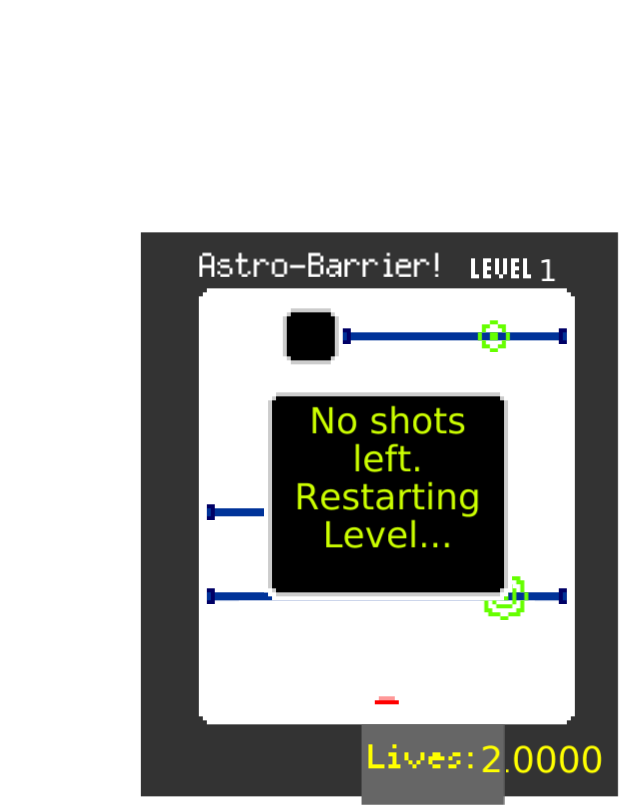 Astro-Barrier! LEVEL 1
No shots
left.
Restarting
Level...
Lives: 2.0000